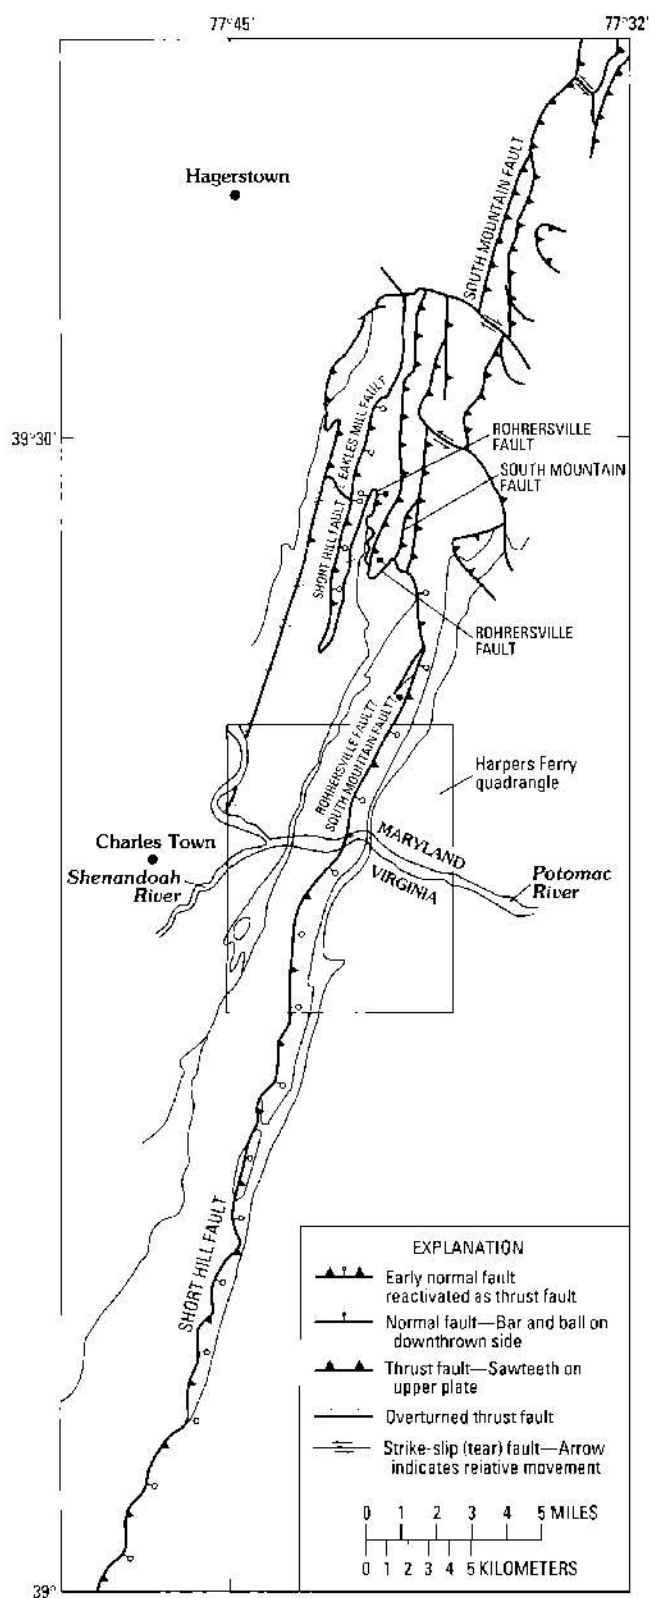 77°45'
77°32'
Hagerstown
SOUTH MOUNTAIN FAULT
39°30'
EAKLES MILL FAULT
ROHRERSVILLE
FAULT
SOUTH MOUNTAIN
FAULT
SHORT HILL FAULT
ROHRERSVILLE
FAULT
ROHRERSVILLE FAULT?
SOUTH MOUNTAIN FAULT?
Harpers Ferry
quadrangle
Charles Town
MARYLAND
Shenandoah
River
VIRGINIA
Potomac
River
SHORT HILL FAULT
EXPLANATION
Early normal fault
reactivated as thrust fault
Normal fault—Bar and ball on
downthrown side
Thrust fault—Sawteeth on
upper plate
Overturned thrust fault
Strike-slip (tear) fault—Arrow
indicates relative movement
0 1 2 3 4 5 MILES
0 1 2 3 4 5 KILOMETERS
39°